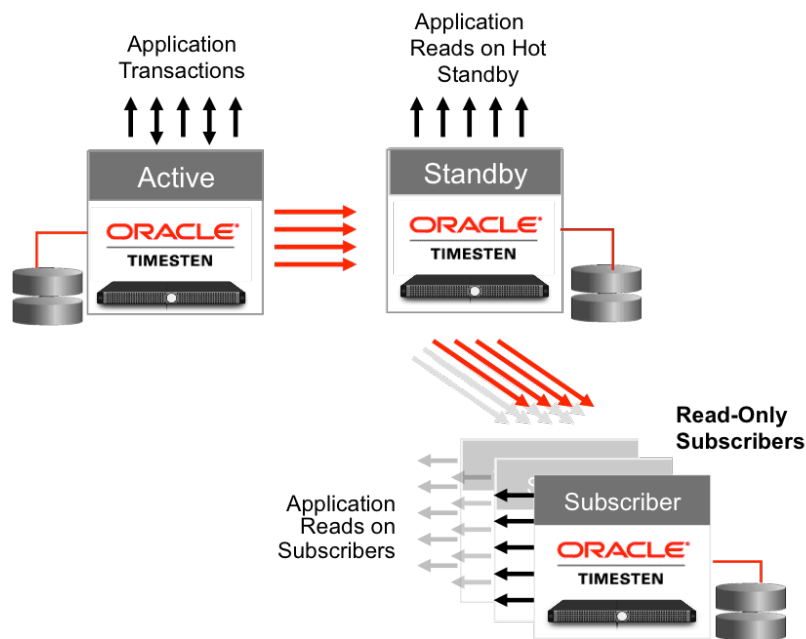 Application
Transactions
Application
Reads on Hot
Standby
Active
Standby
ORACLE®
TIMESTEN
ORACLE®
TIMESTEN
Read-Only
Subscribers
Application
Reads on
Subscribers
S
Subscriber
ORACLE®
TIMESTEN